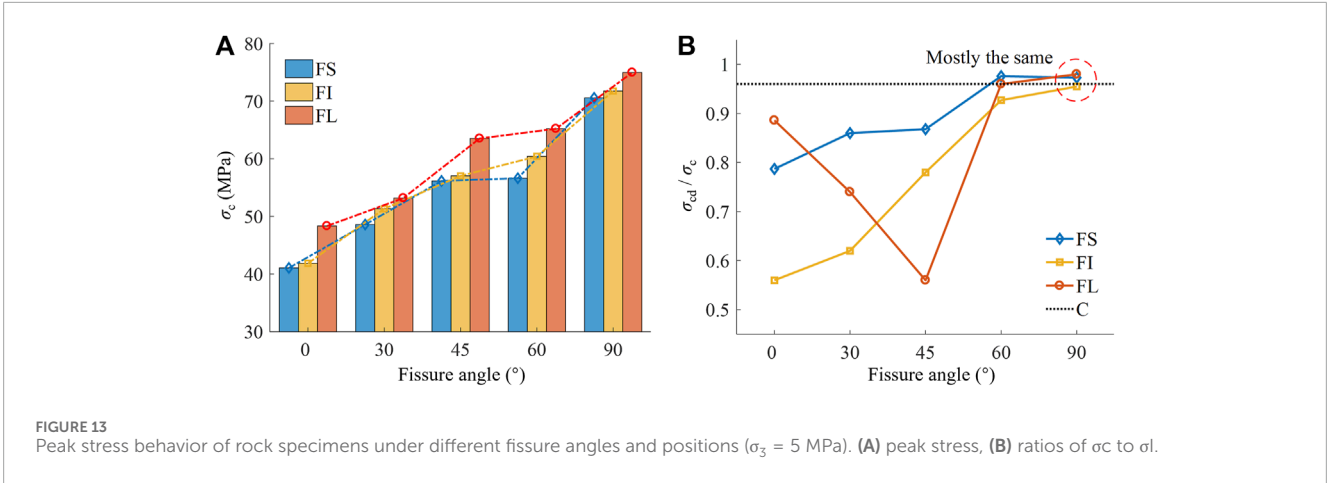 A
80
70
60
50
40
30
σc (MPa)
FS
FI
FL
0 30 45 60 90
Fissure angle (°)
B
Mostly the same
1
0.9
0.8
0.7
0.6
0.5
σcd / σc
FS
FI
FL
C
0 30 45 60 90
Fissure angle (°)
FIGURE 13
Peak stress behavior of rock specimens under different fissure angles and positions (σ3 = 5 MPa). (A) peak stress, (B) ratios of σc to σl.